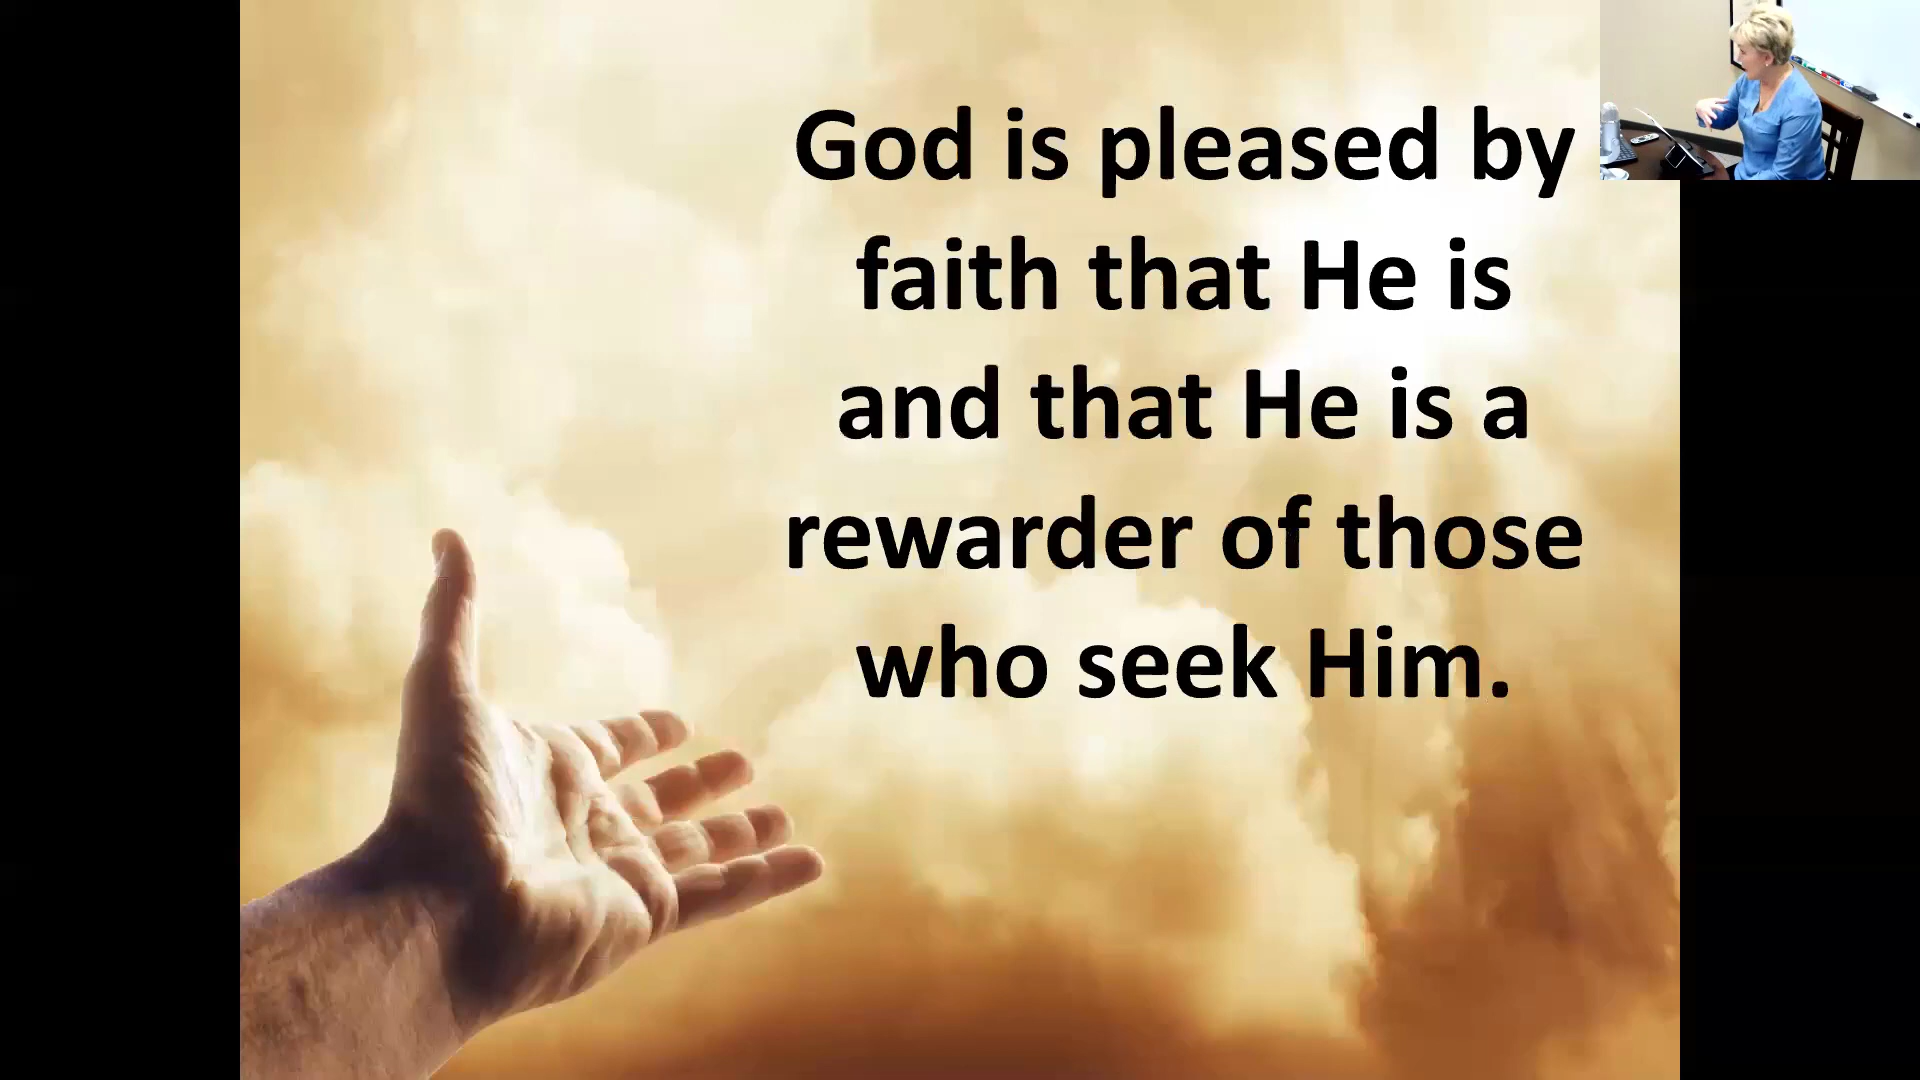 God is pleased by
faith that He is
and that He is a
rewarder of those
who seek Him.